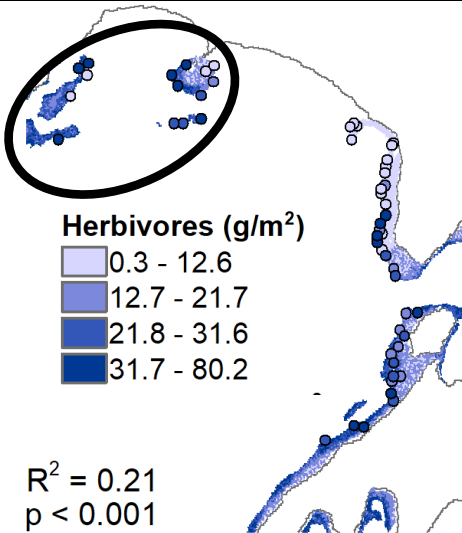 Herbivores (g/m²)
0.3 - 12.6
12.7 - 21.7
21.8 - 31.6
31.7 - 80.2
R² = 0.21
p < 0.001